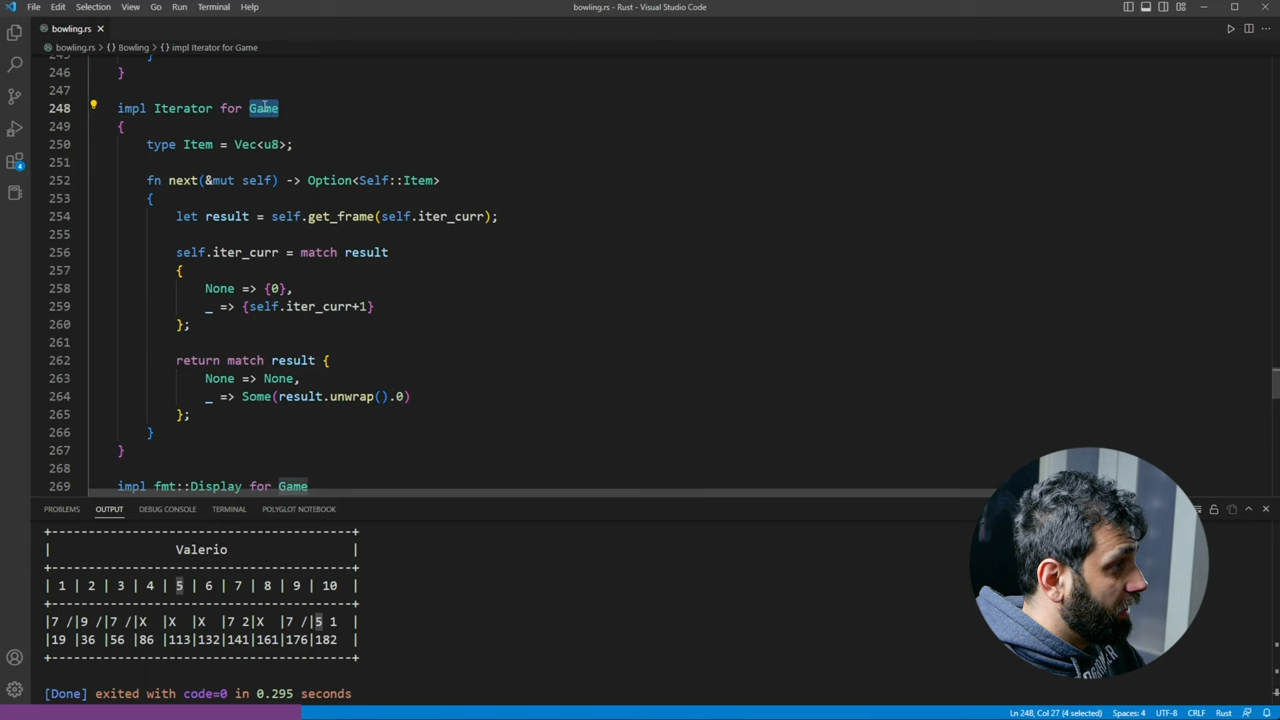 File Edit Selection View Go Run Terminal Help bowling.rs - Rust - Visual Studio Code
bowling.rs
bowling.rs > {} Bowling > {} impl Iterator for Game
245 }
246 }
247
248 impl Iterator for Game
249 {
250 type Item = Vec<u8>;
251
252 fn next(&mut self) -> Option<Self::Item>
253 {
254 let result = self.get_frame(self.iter_curr);
255
256 self.iter_curr = match result
257 {
258 None => {0},
259 _ => {self.iter_curr+1}
260 };
261
262 return match result {
263 None => None,
264 _ => Some(result.unwrap().0)
265 };
266 }
267 }
268
269 impl fmt::Display for Game
PROBLEMS OUTPUT DEBUG CONSOLE TERMINAL POLYGLOT NOTEBOOK
+-----------------------------------------+
| Valerio |
+-----------------------------------------+
| 1 | 2 | 3 | 4 | 5 | 6 | 7 | 8 | 9 | 10 |
+-----------------------------------------+
|7 /|9 /|7 /|X |X |X |7 2|X |7 /|5 1
|19 |36 |56 |86 |113|132|141|161|176|182
+-----------------------------------------+
[Done] exited with code=0 in 0.295 seconds
4
Ln 248, Col 27 (4 selected) Spaces: 4 UTF-8 CRLF Rust